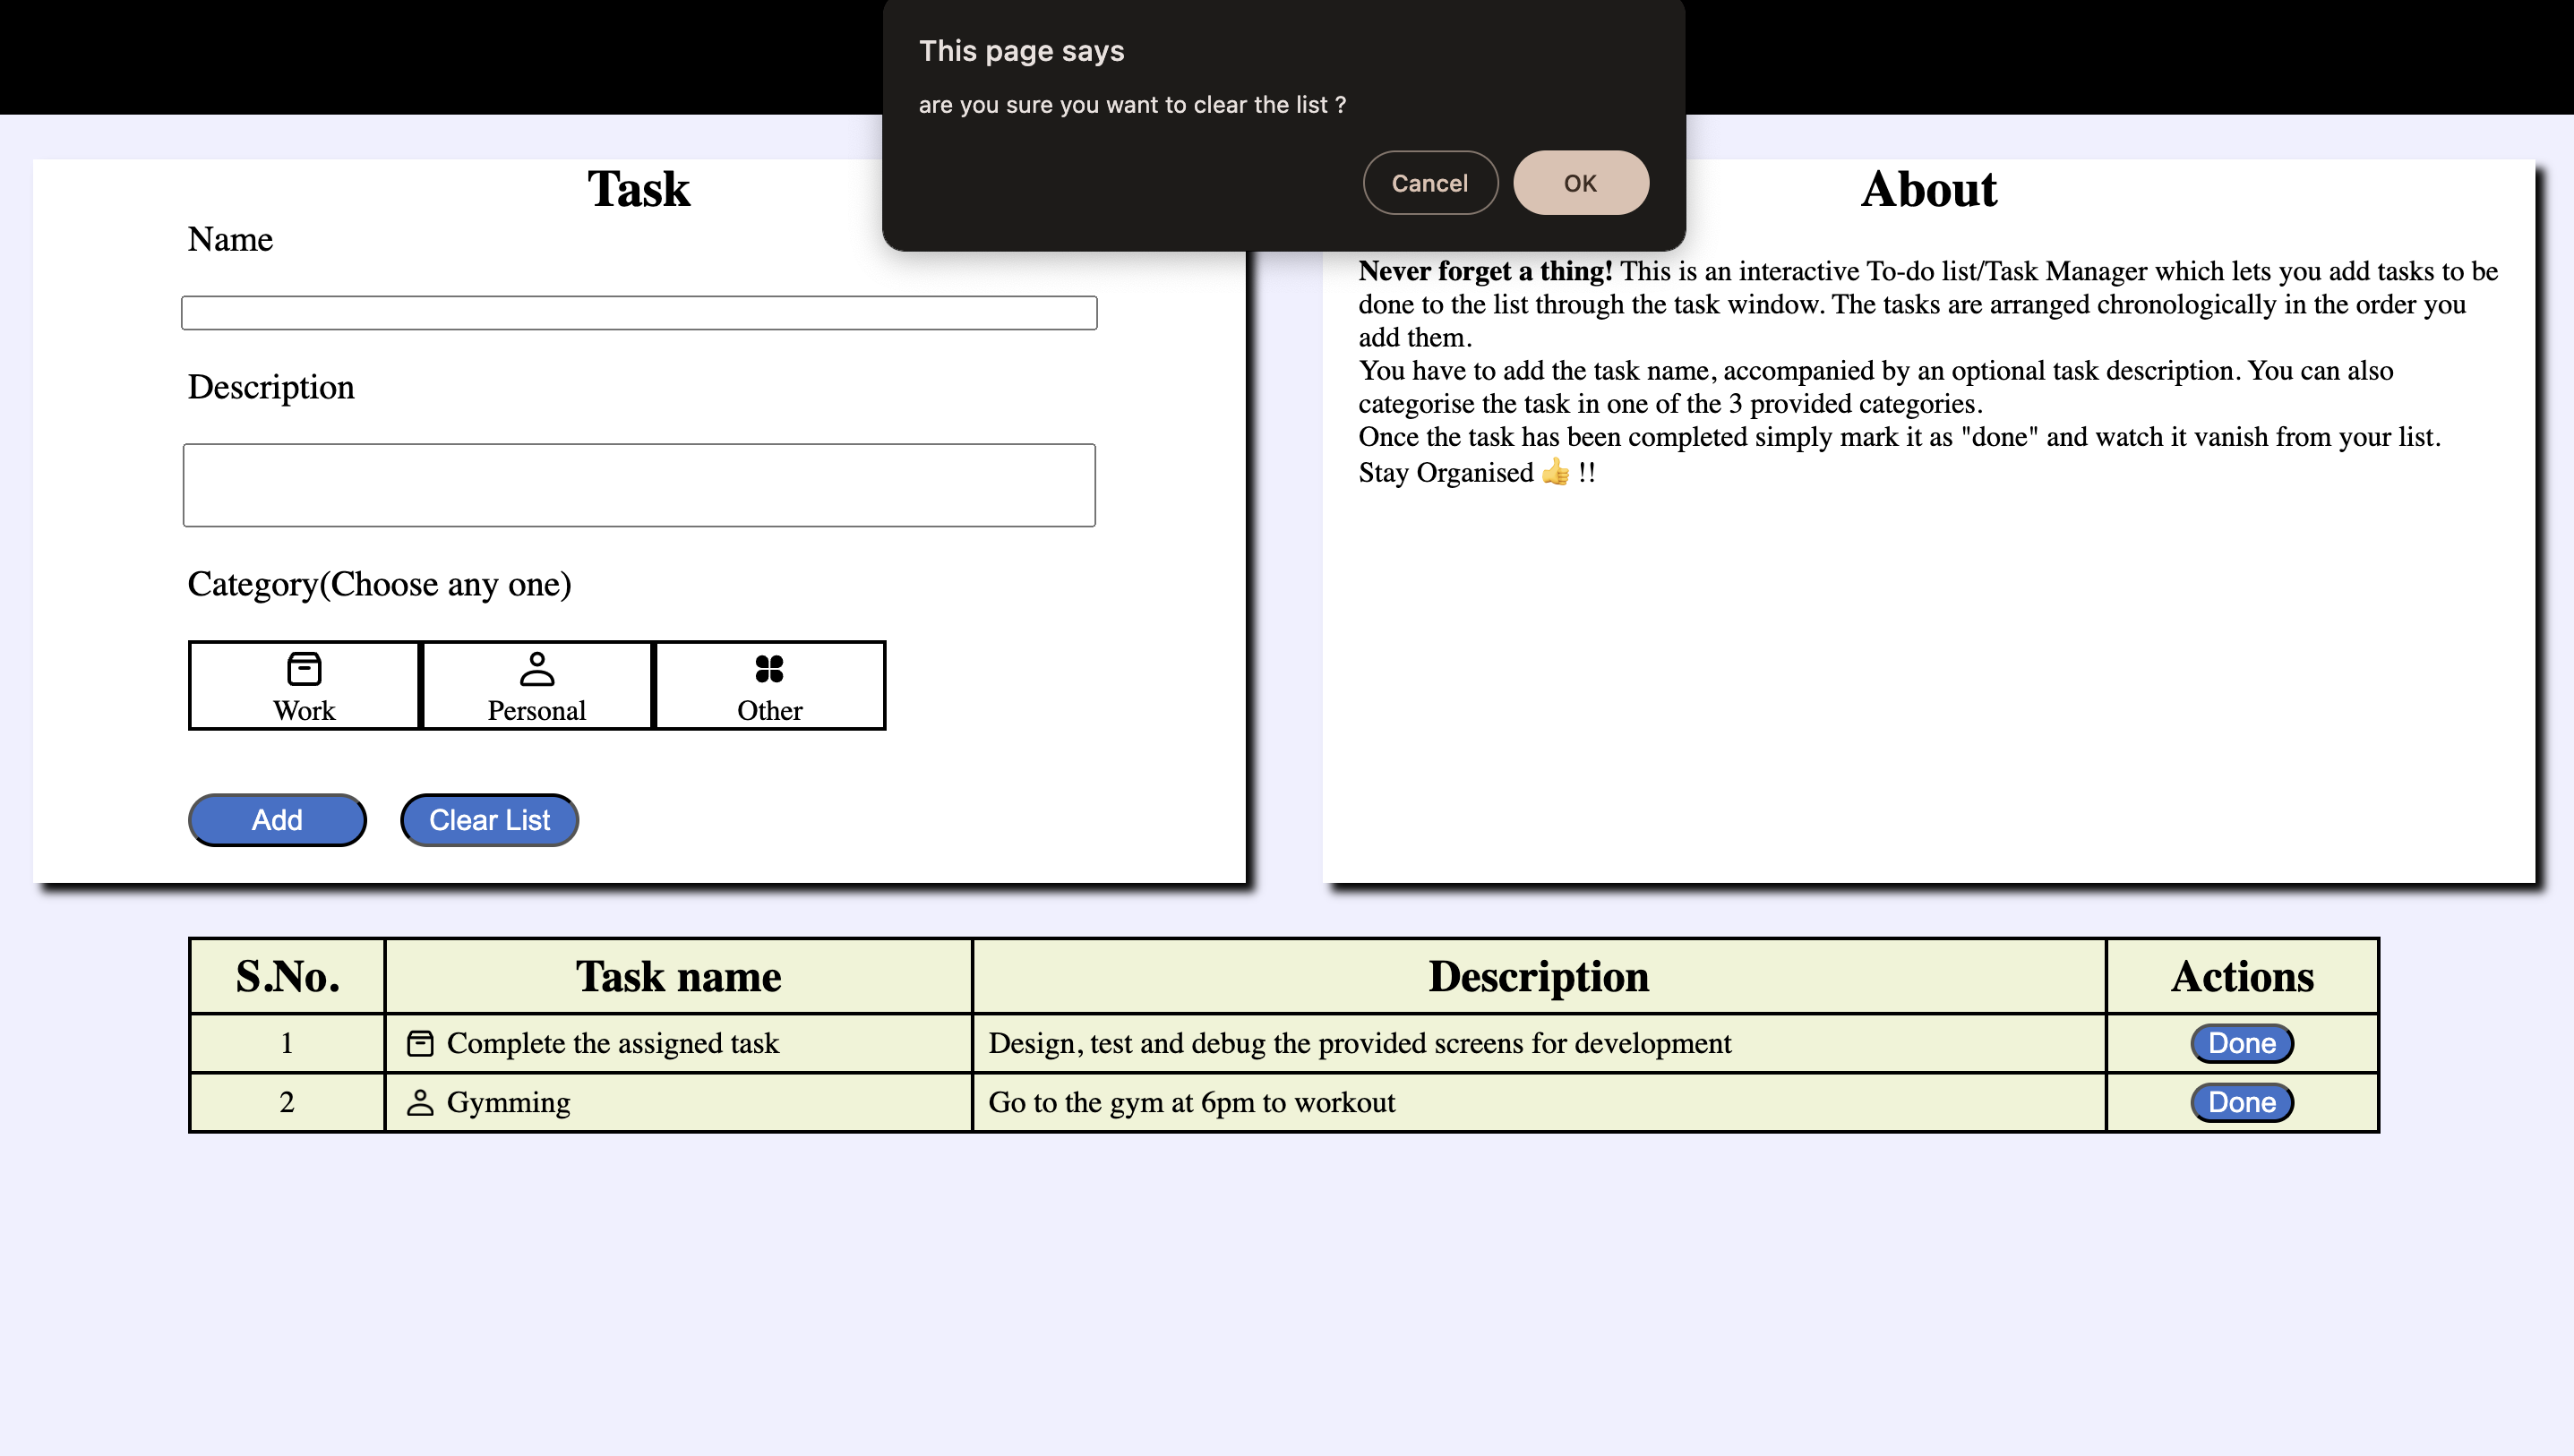 This page says
are you sure you want to clear the list ?
Cancel
OK
Task
Name
Description
Category(Choose any one)
Work
Personal
Other
Add
Clear List
About
Never forget a thing! This is an interactive To-do list/Task Manager which lets you add tasks to be
done to the list through the task window. The tasks are arranged chronologically in the order you
add them.
You have to add the task name, accompanied by an optional task description. You can also
categorise the task in one of the 3 provided categories.
Once the task has been completed simply mark it as "done" and watch it vanish from your list.
Stay Organised 👍 !!
S.No. Task name Description Actions
1 Complete the assigned task Design, test and debug the provided screens for development Done
2 Gymming Go to the gym at 6pm to workout Done